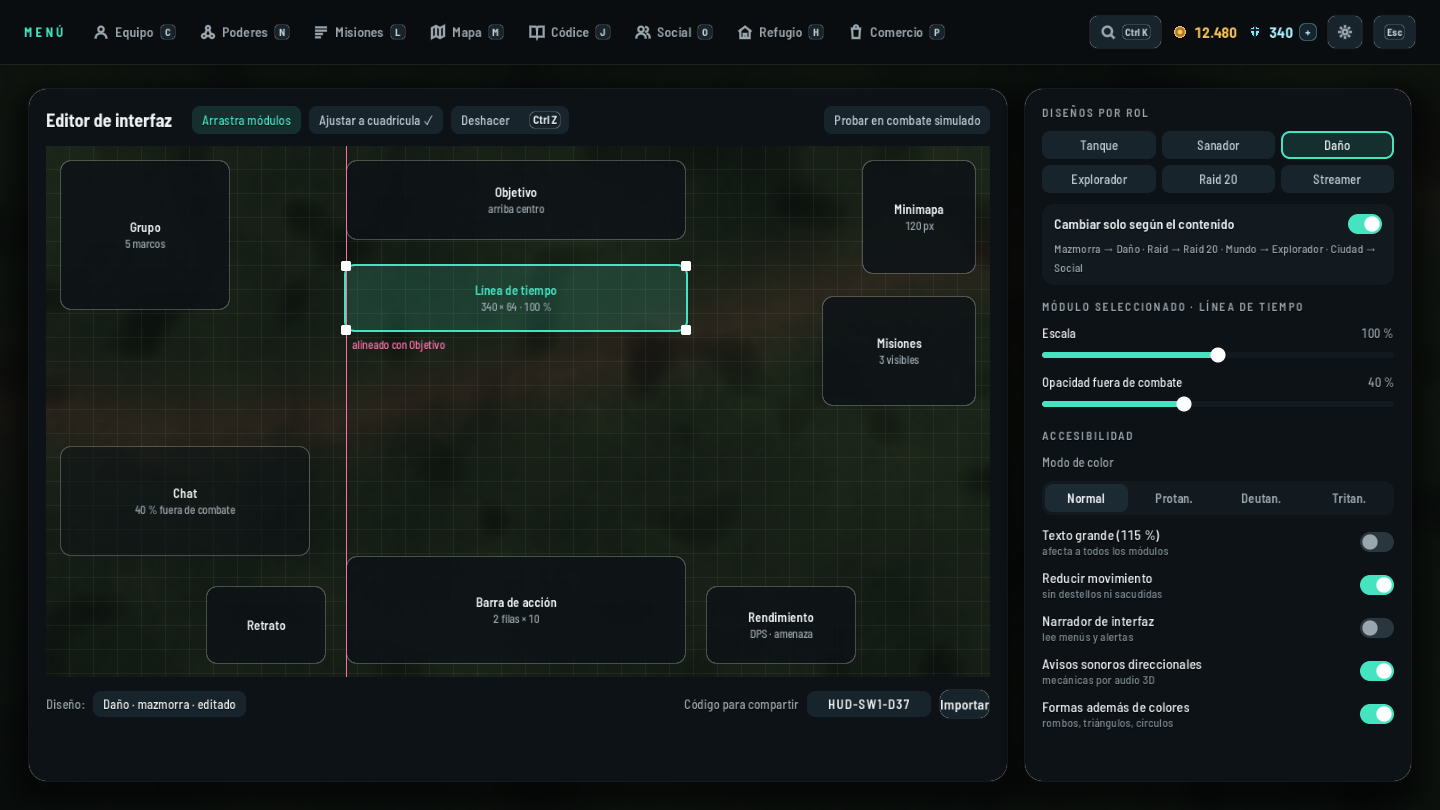 MENÚ Equipo C Poderes N Misiones L Mapa M Códice J Social O Refugio H Comercio P Ctrl K 12.480 340 + Esc
Editor de interfaz Arrastra módulos Ajustar a cuadrícula ✓ Deshacer Ctrl Z Probar en combate simulado
Grupo
5 marcos
Objetivo
arriba centro
Minimapa
120 px
Línea de tiempo
340 × 64 · 100 %
alineado con Objetivo
Misiones
3 visibles
Chat
40 % fuera de combate
Retrato
Barra de acción
2 filas × 10
Rendimiento
DPS · amenaza
Diseño: Daño · mazmorra · editado Código para compartir HUD-SW1-D37 Importar
DISEÑOS POR ROL
Tanque Sanador Daño
Explorador Raid 20 Streamer
Cambiar solo según el contenido
Mazmorra → Daño · Raid → Raid 20 · Mundo → Explorador · Ciudad →
Social
MÓDULO SELECCIONADO · LÍNEA DE TIEMPO
Escala 100 %
Opacidad fuera de combate 40 %
ACCESIBILIDAD
Modo de color
Normal Protan. Deutan. Tritan.
Texto grande (115 %)
afecta a todos los módulos
Reducir movimiento
sin destellos ni sacudidas
Narrador de interfaz
lee menús y alertas
Avisos sonoros direccionales
mecánicas por audio 3D
Formas además de colores
rombos, triángulos, círculos